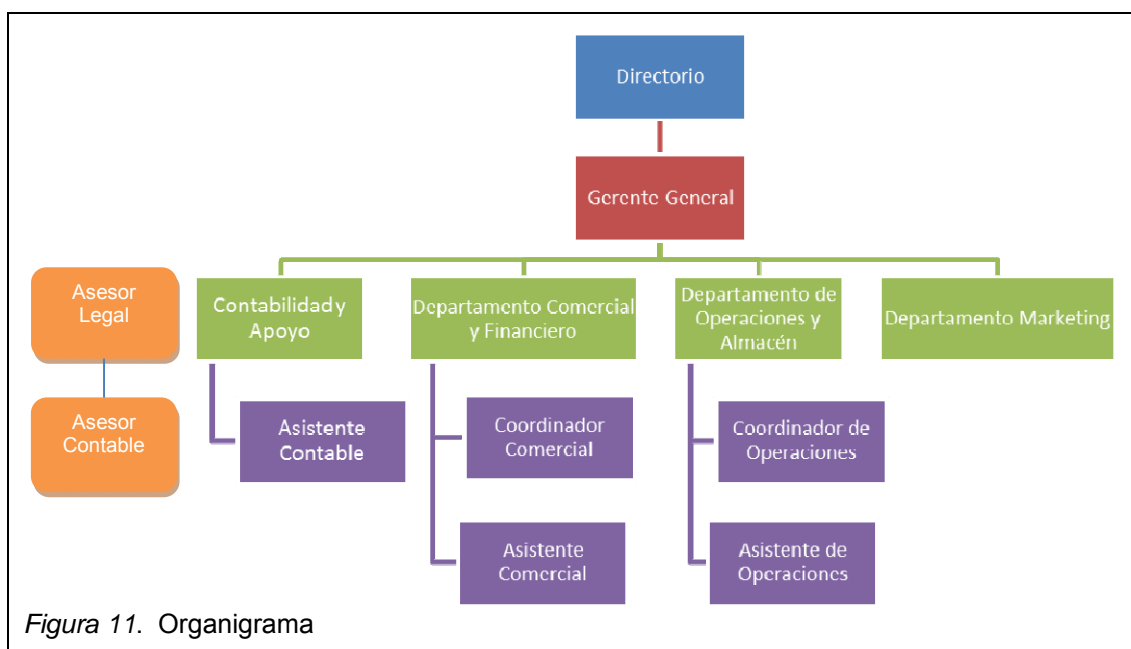 Directorio
Gerente General
Asesor
Legal
Contabilidad y
Apoyo
Departamento Comercial
y Financiero
Departamento de
Operaciones y
Almacén
Departamento Marketing
Asesor
Contable
Asistente
Contable
Coordinador
Comercial
Coordinador de
Operaciones
Asistente
Comercial
Asistente de
Operaciones
Figura 11. Organigrama